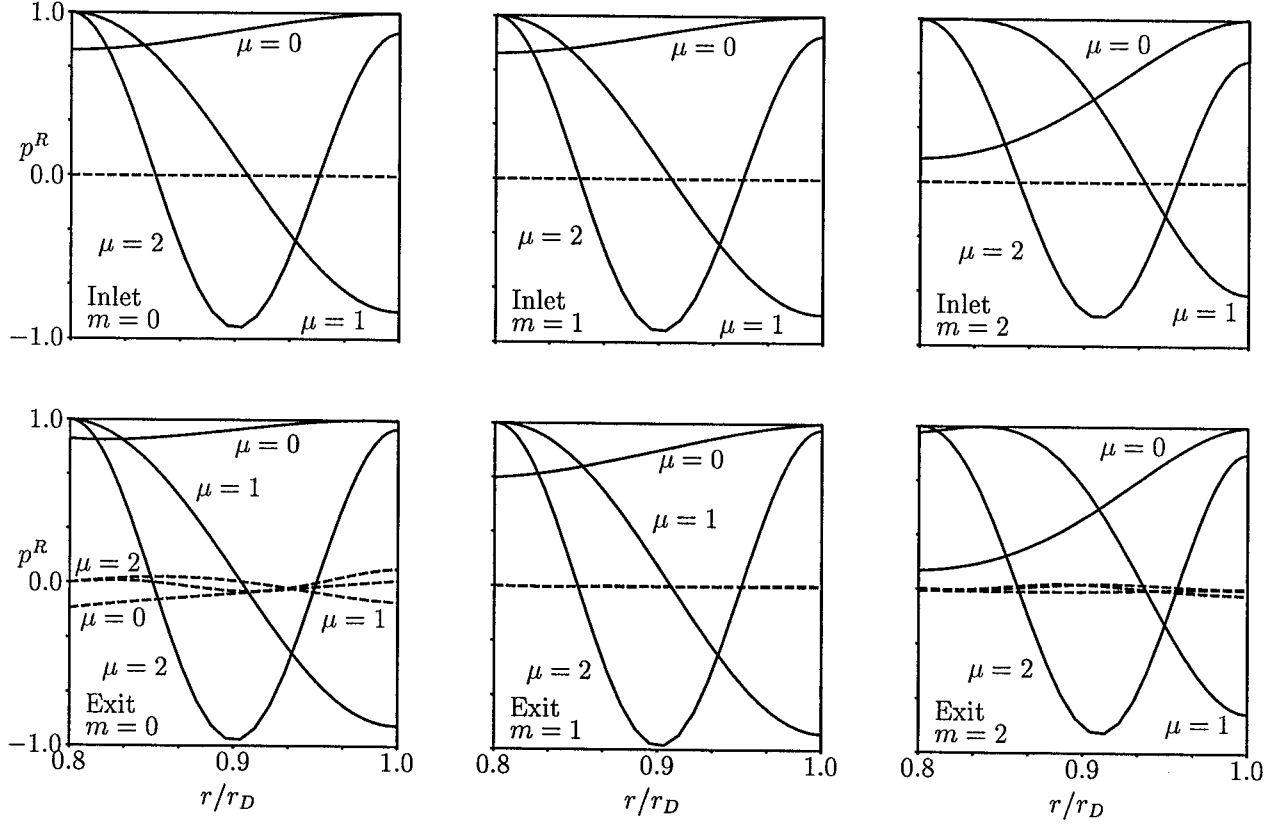 1.0
μ = 0
p^R
0.0
μ = 2
Inlet
m = 0
μ = 1
−1.0
μ = 0
μ = 2
Inlet
m = 1
μ = 1
μ = 0
μ = 2
Inlet
m = 2
μ = 1
1.0
μ = 0
μ = 1
p^R
μ = 2
0.0
μ = 0
μ = 1
μ = 2
Exit
m = 0
−1.0
0.8
0.9
1.0
r/r_D
μ = 0
μ = 1
μ = 2
Exit
m = 1
0.8
0.9
1.0
r/r_D
μ = 0
μ = 2
Exit
m = 2
μ = 1
0.8
0.9
1.0
r/r_D